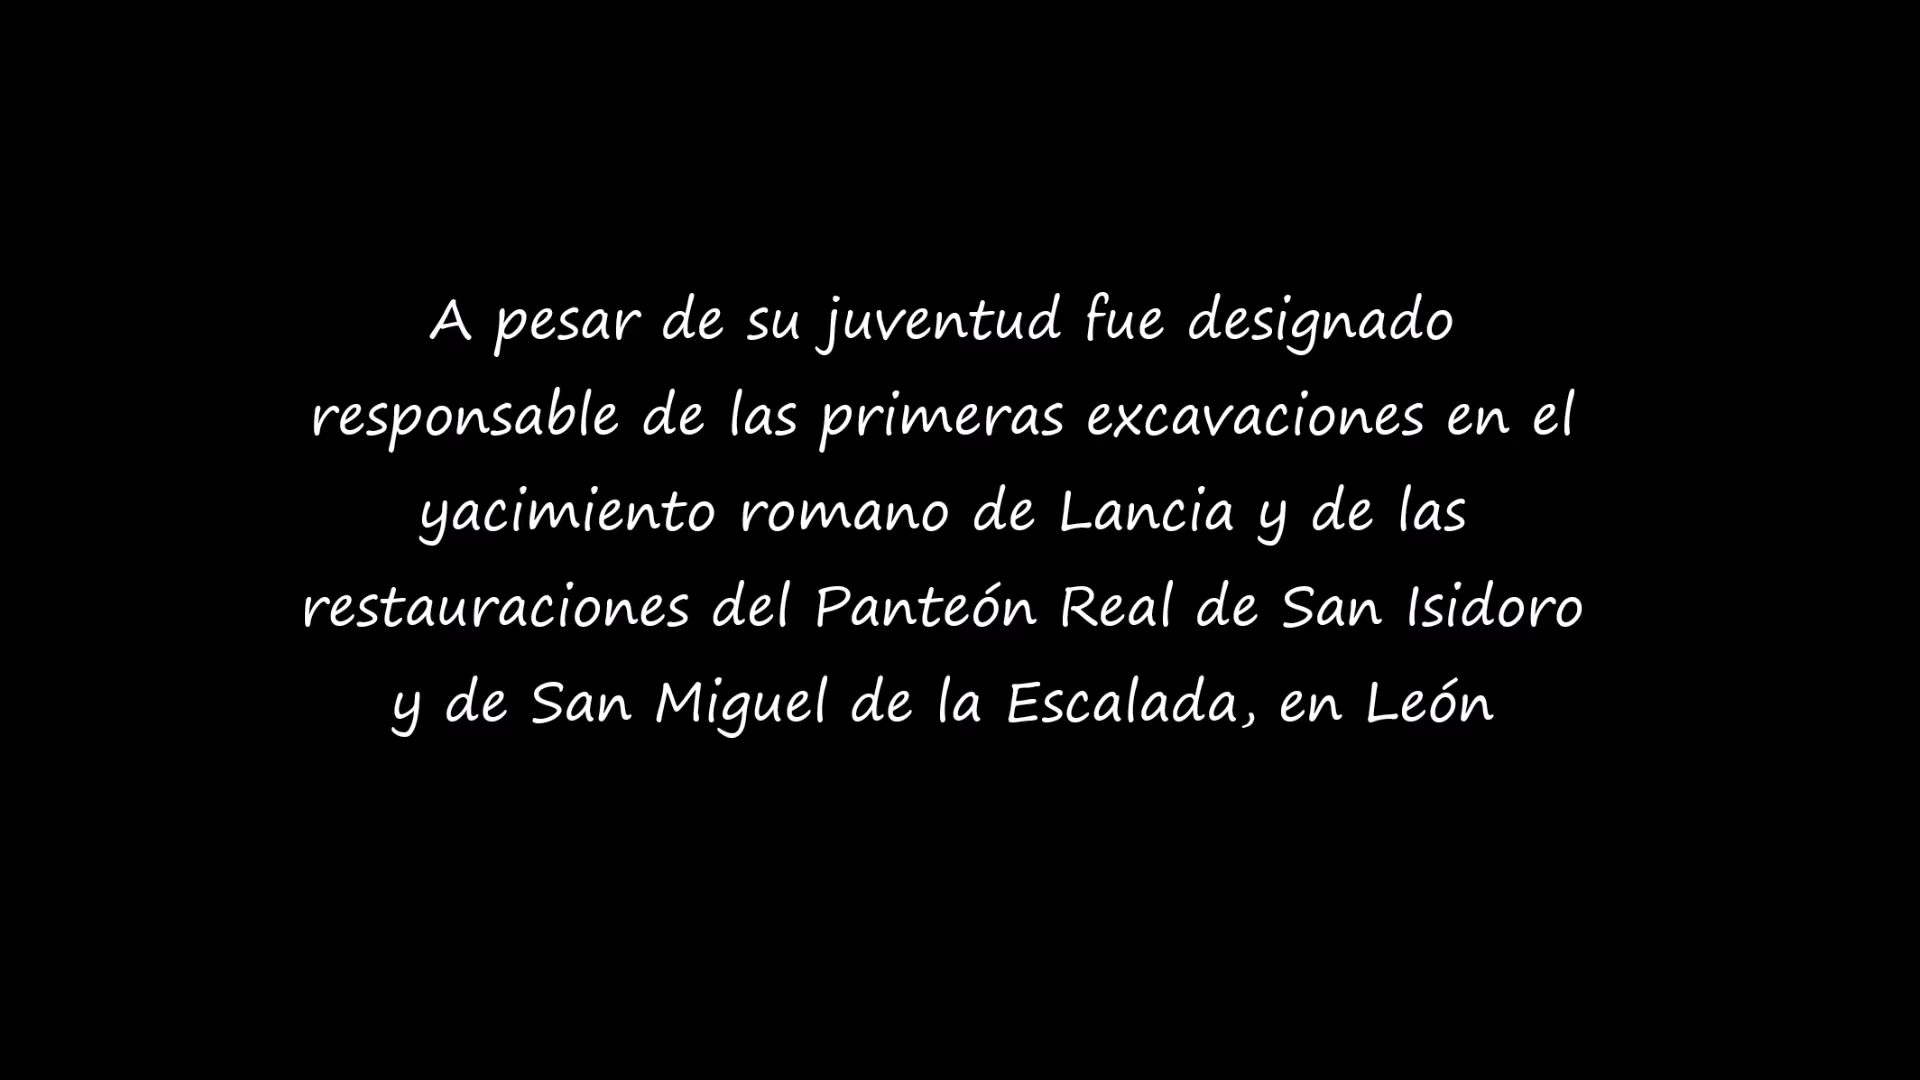 A pesar de su juventud fue designado
responsable de las primeras excavaciones en el
yacimiento romano de Lancia y de las
restauraciones del Panteón Real de San Isidoro
y de San Miguel de la Escalada, en León